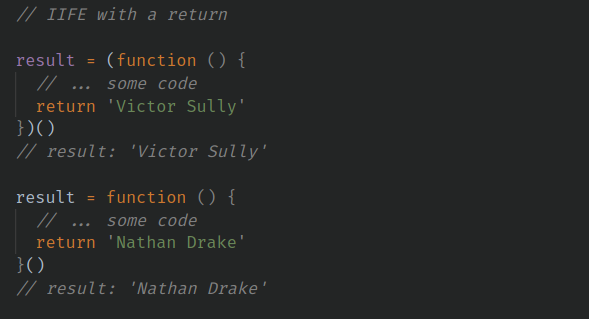 // IIFE with a return
result = (function () {
// ... some code
return 'Victor Sully'
})()
// result: 'Victor Sully'
result = function () {
// ... some code
return 'Nathan Drake'
}()
// result: 'Nathan Drake'